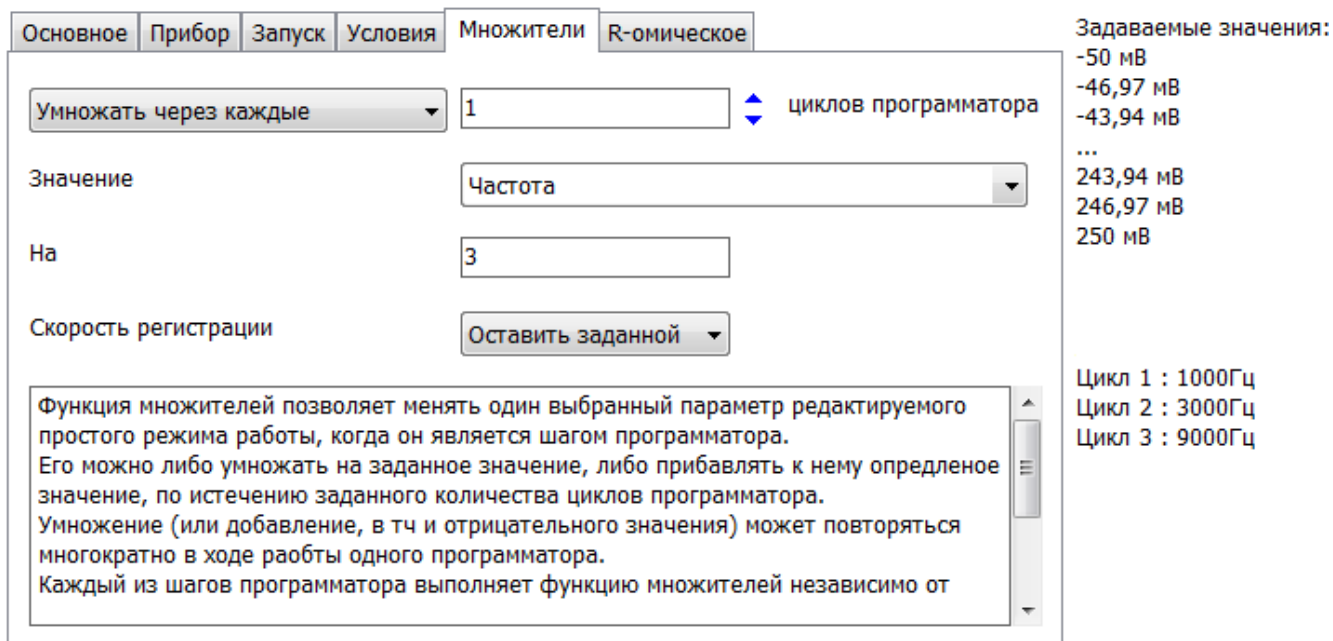 Основное Прибор Запуск Условия Множители R-омическое
Умножать через каждые 1 циклов программатора
Значение Частота
На 3
Скорость регистрации Оставить заданной
Функция множителей позволяет менять один выбранный параметр редактируемого
простого режима работы, когда он является шагом программатора.
Его можно либо умножать на заданное значение, либо прибавлять к нему опредленое
значение, по истечению заданного количества циклов программатора.
Умножение (или добавление, в тч и отрицательного значения) может повторяться
многократно в ходе раобты одного программатора.
Каждый из шагов программатора выполняет функцию множителей независимо от
Задаваемые значения:
-50 мВ
-46,97 мВ
-43,94 мВ
...
243,94 мВ
246,97 мВ
250 мВ
Цикл 1 : 1000Гц
Цикл 2 : 3000Гц
Цикл 3 : 9000Гц